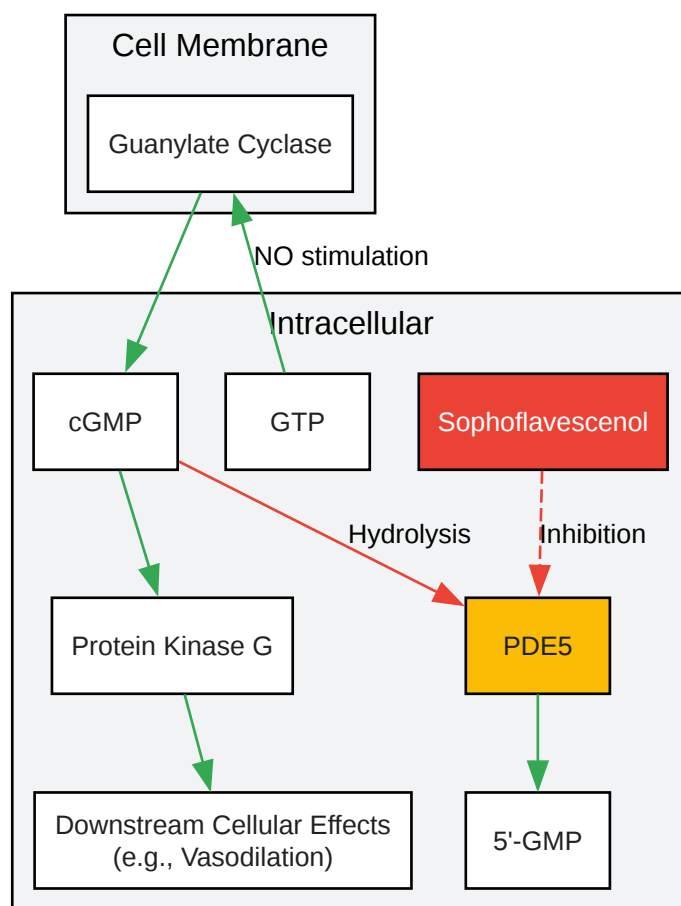 Cell Membrane
Guanylate Cyclase
NO stimulation
Intracellular
cGMP
GTP
Sophoflavescenol
Hydrolysis
Inhibition
Protein Kinase G
PDE5
Downstream Cellular Effects
(e.g., Vasodilation)
5'-GMP